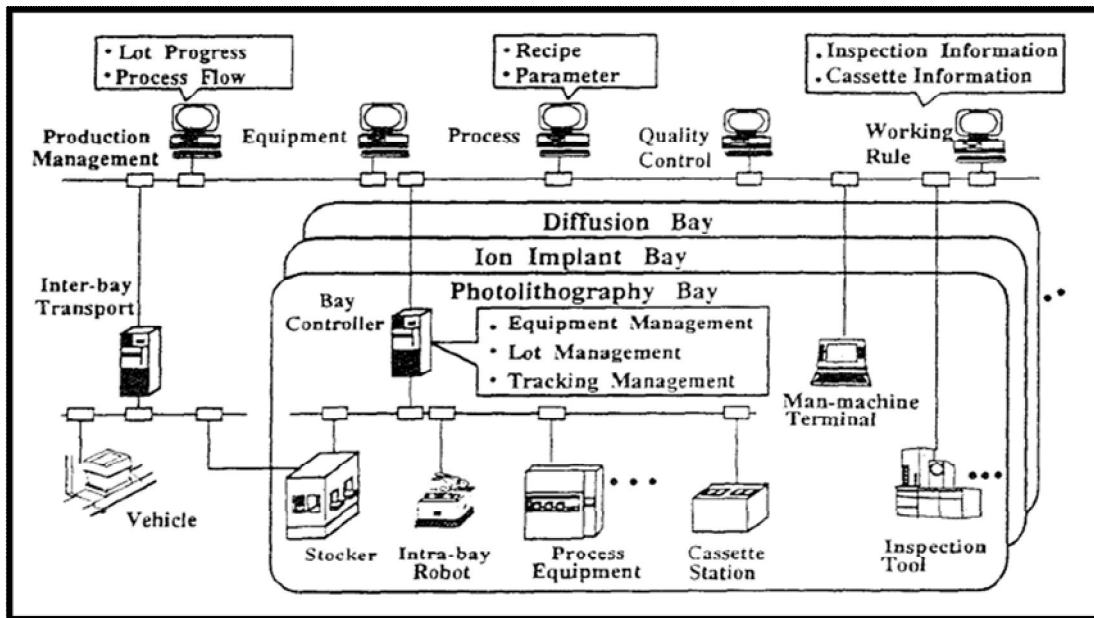 • Lot Progress
• Process Flow
• Recipe
• Parameter
. Inspection Information
. Cassette Information
Production
Management
Equipment
Process
Quality
Control
Working
Rule
Diffusion Bay
Ion Implant Bay
Photolithography Bay
Inter-bay
Transport
Bay
Controller
. Equipment Management
• Lot Management
• Tracking Management
Man-machine
Terminal
Vehicle
Stocker
Intra-bay
Robot
Process
Equipment
Cassette
Station
Inspection
Tool